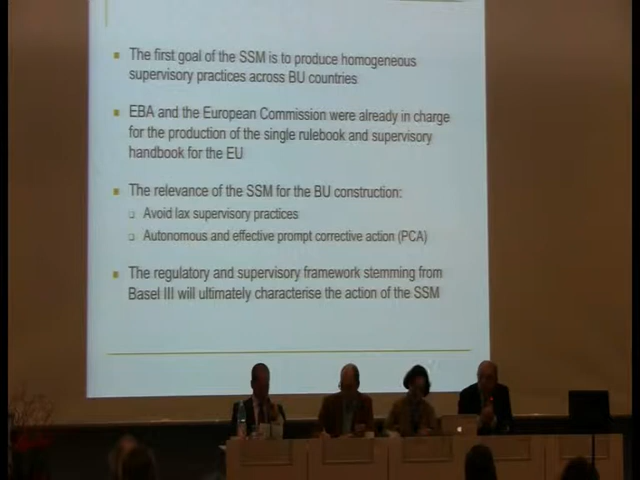 The first goal of the SSM is to produce homogeneous
supervisory practices across BU countries
EBA and the European Commission were already in charge
for the production of the single rulebook and supervisory
handbook for the EU
The relevance of the SSM for the BU construction:
Avoid lax supervisory practices
Autonomous and effective prompt corrective action (PCA)
The regulatory and supervisory framework stemming from
Basel III will ultimately characterise the action of the SSM